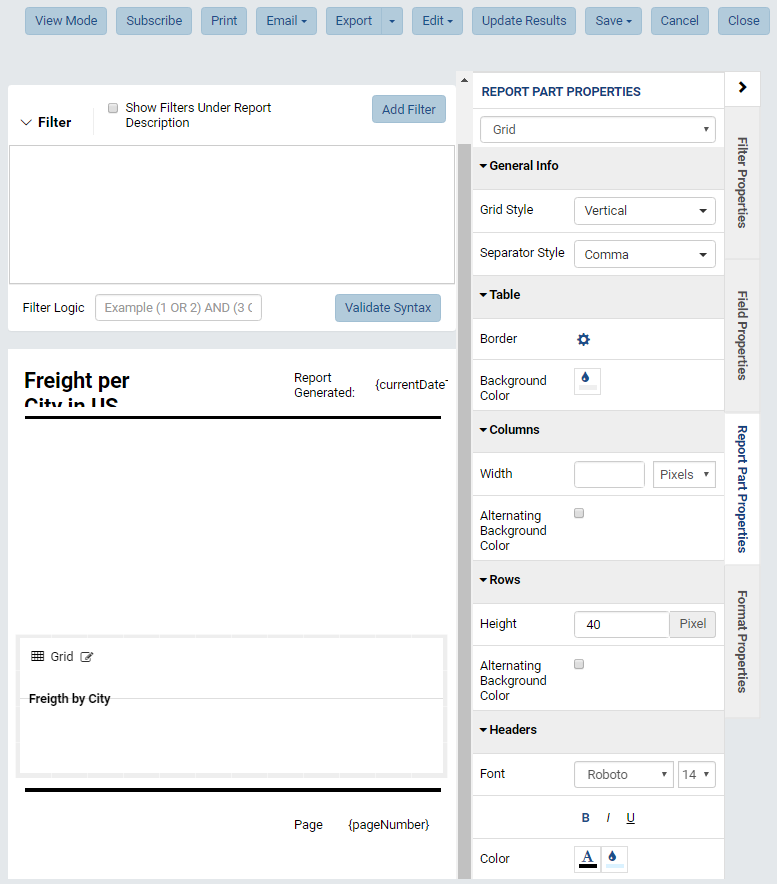 View Mode
Subscribe
Print
Email
Export
Edit
Update Results
Save
Cancel
Close
Filter
Show Filters Under Report
Description
Add Filter
Filter Logic
Example (1 OR 2) AND (3 O
Validate Syntax
Freight per
City in US
Report
Generated:
{currentDateT
Grid
Freigth by City
Page
{pageNumber}
REPORT PART PROPERTIES
Grid
General Info
Grid Style
Vertical
Separator Style
Comma
Table
Border
Background
Color
Columns
Width
Pixels
Alternating
Background
Color
Rows
Height
40
Pixel
Alternating
Background
Color
Headers
Font
Roboto
14
B I U
Color
A
Filter Properties
Field Properties
Report Part Properties
Format Properties